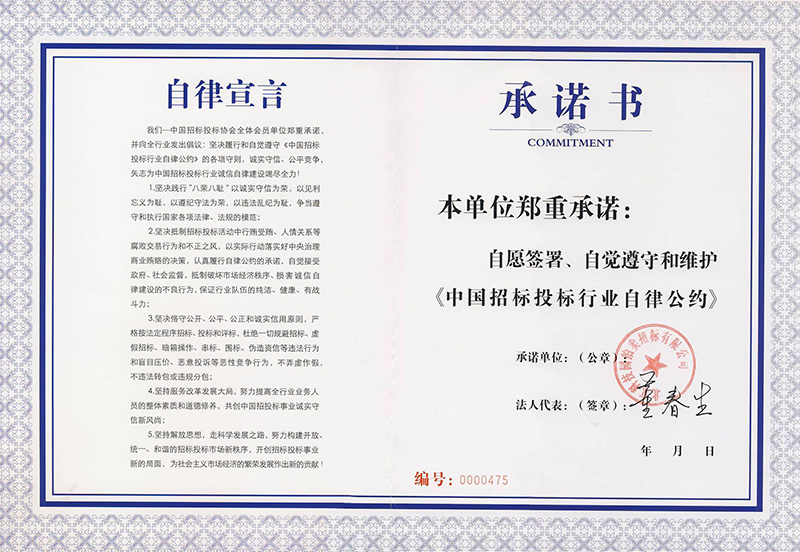 自律宣言
我们—中国招标投标协会全体会员单位郑重承诺,
并向全行业发出倡议：坚决履行和自觉遵守《中国招标
投标行业自律公约》的各项守则，诚实守信、公平竞争，
矢志为中国招标投标行业诚信自律建设竭尽全力！
1.坚决践行“八荣八耻”以诚实守信为荣，以见利
忘义为耻，以遵纪守法为荣，以违法乱纪为耻，争当遵
守和执行国家各项法律、法规的模范；
2.坚决抵制招标投标活动中行贿受贿、人情关系等
腐败交易行为和不正之风，以实际行动落实好中央治理
商业贿赂的决策，认真履行自律公约的承诺，自觉接受
政府、社会监督，抵制破坏市场经济秩序、损害诚信自
律建设的不良行为,保证行业队伍的纯洁、健康、有战
斗力；
3.坚决恪守公开、公平、公正和诚实信用原则，严
格按法定程序招标、投标和评标，杜绝一切规避招标、虚
假招标、暗箱操作、串标、围标、伪造资信等违法行为
和盲目压价、恶意投诉等恶性竞争行为，不弄虚作假，
不违法转包或违规分包；
4.坚持服务改革发展大局，努力提高全行业业务人
员的整体素质和道德修养，共创中国招投标事业诚实守
信新风尚；
5.坚持解放思想，走科学发展之路，努力构建开放、
统一、和谐的招标投标市场新秩序，开创招标投标事业
新的局面，为社会主义市场经济的繁荣发展作出新的贡献！
承诺书
COMMITMENT
本单位郑重承诺：
自愿签署、自觉遵守和维护
《中国招标投标行业自律公约》
承诺单位：（公章）：
法人代表：（签章）：董春生
年 月 日
编号：0000475